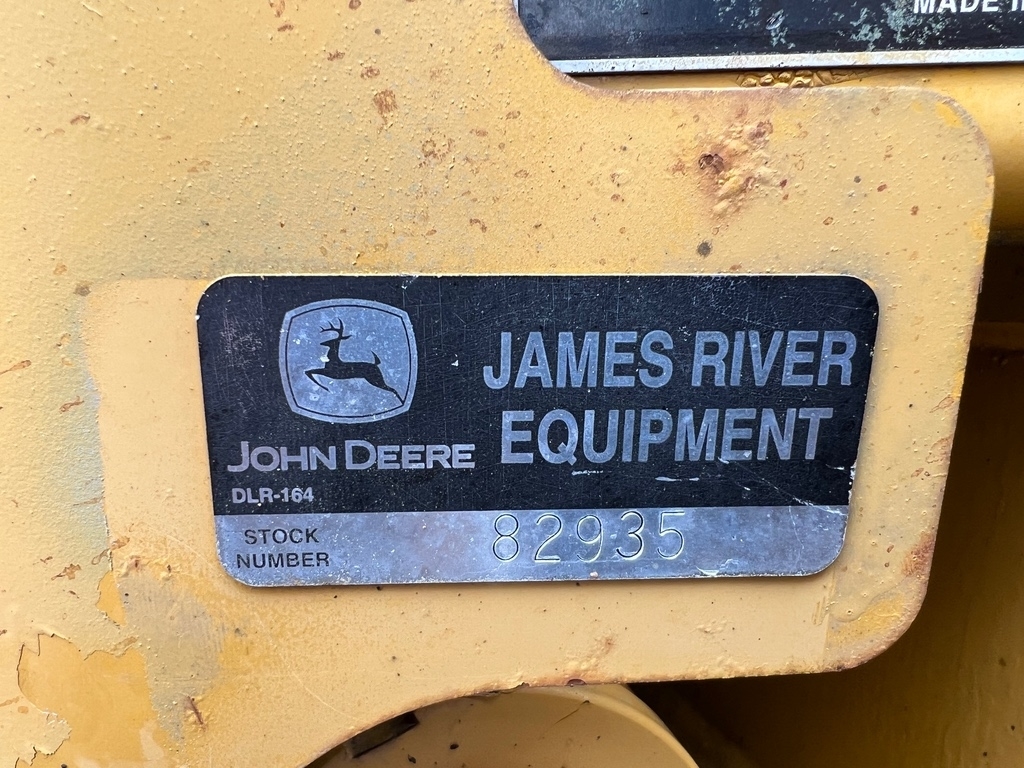 MADE I
JAMES RIVER
EQUIPMENT
JOHN DEERE
DLR-164
STOCK
NUMBER
82935